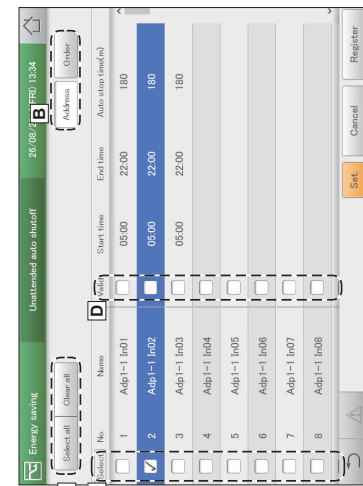 Energy saving Unattended auto shutoff 26/08/2 (FRI) 13:34
B
Select all Clear all Address Order
D
Select No. Name Valid Start time End time Auto stop time(m)
1 Adp1-1 In01 05:00 22:00 180
2 Adp1-1 In02 05:00 22:00 180
3 Adp1-1 In03 05:00 22:00 180
4 Adp1-1 In04
5 Adp1-1 In05
6 Adp1-1 In06
7 Adp1-1 In07
8 Adp1-1 In08
Set. Cancel Register